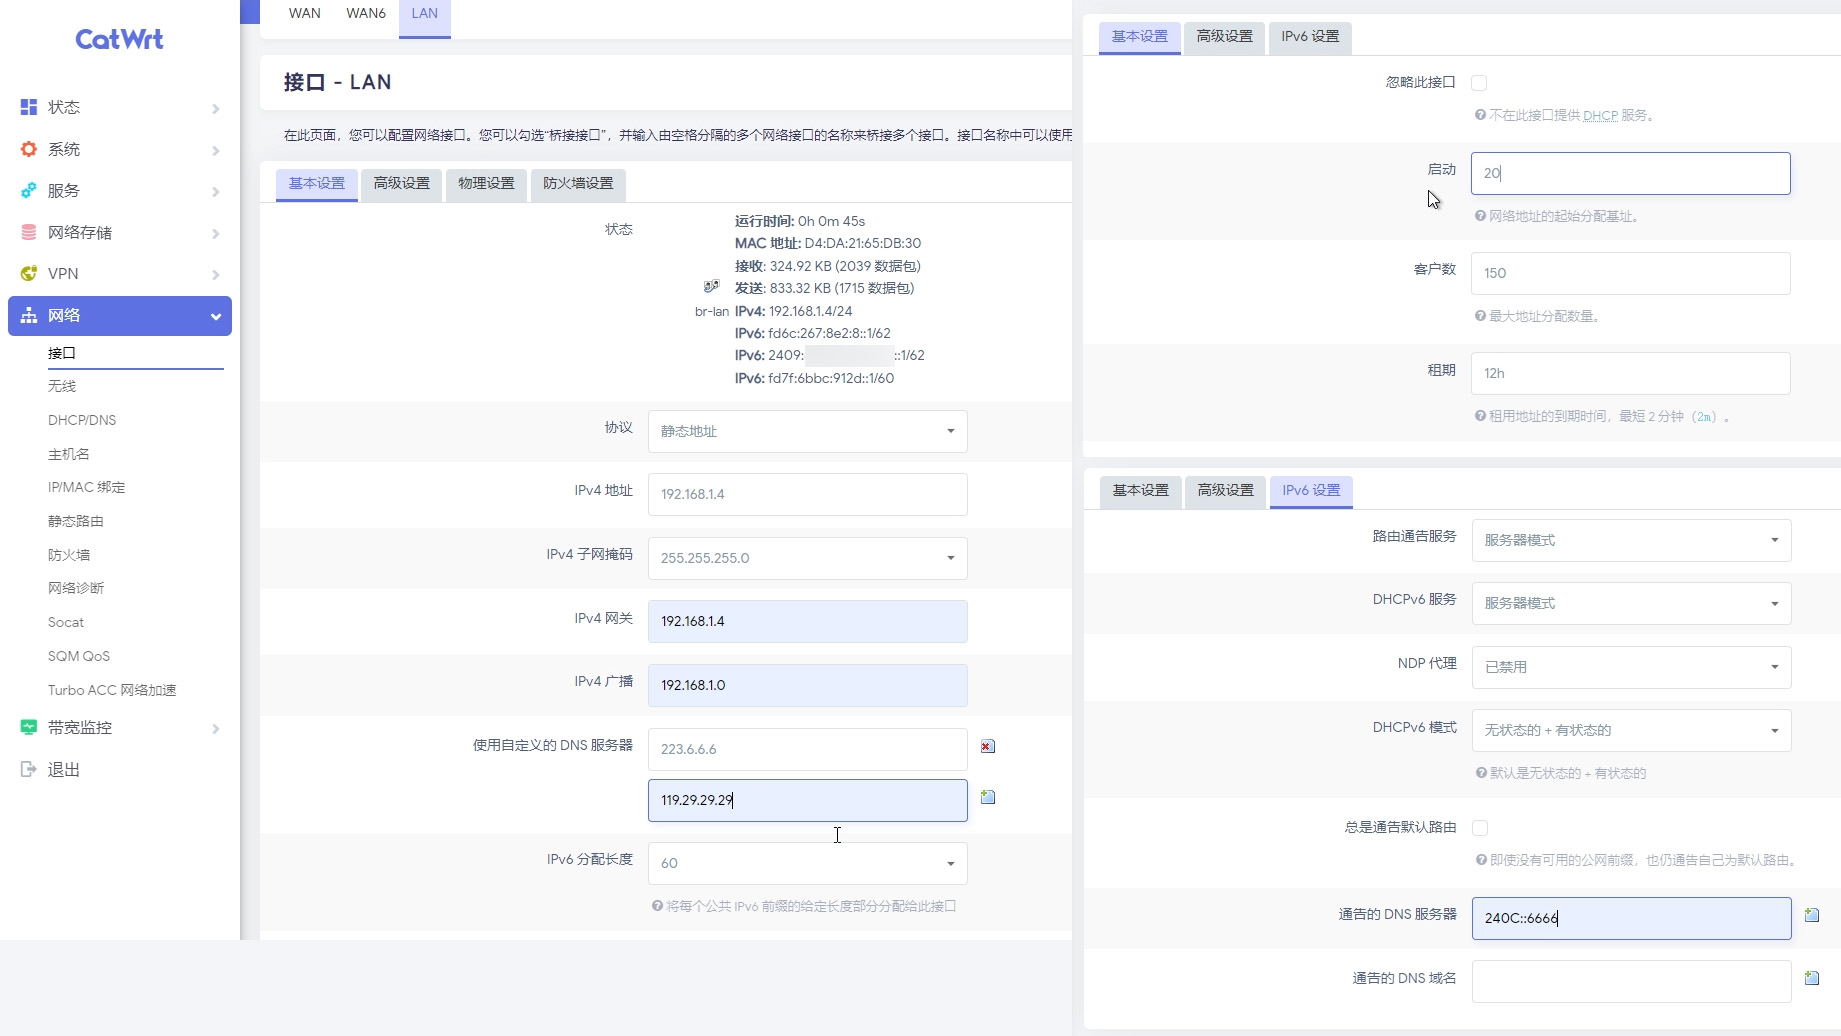 CatWrt
状态
系统
服务
网络存储
VPN
网络
接口
无线
DHCP/DNS
主机名
IP/MAC 绑定
静态路由
防火墙
网络诊断
Socat
SQM QoS
Turbo ACC 网络加速
带宽监控
退出
WAN WAN6 LAN
接口 - LAN
在此页面，您可以配置网络接口。您可以勾选“桥接接口”，并输入由空格分隔的多个网络接口的名称来桥接多个接口。接口名称中可以使用
基本设置 高级设置 物理设置 防火墙设置
状态
br-lan
运行时间: 0h 0m 45s
MAC 地址: D4:DA:21:65:DB:30
接收: 324.92 KB (2039 数据包)
发送: 833.32 KB (1715 数据包)
IPv4: 192.168.1.4/24
IPv6: fd6c:267:8e2:8::1/62
IPv6: 2409: ::1/62
IPv6: fd7f:6bbc:912d::1/60
协议 静态地址
IPv4 地址 192.168.1.4
IPv4 子网掩码 255.255.255.0
IPv4 网关 192.168.1.4
IPv4 广播 192.168.1.0
使用自定义的 DNS 服务器 223.6.6.6
119.29.29.29
IPv6 分配长度 60
将每个公共 IPv6 前缀的给定长度部分分配给此接口
基本设置 高级设置 IPv6 设置
忽略此接口
不在此接口提供 DHCP 服务。
启动 20
网络地址的起始分配基址。
客户数 150
最大地址分配数量。
租期 12h
租用地址的到期时间，最短 2 分钟（2m）。
基本设置 高级设置 IPv6 设置
路由通告服务 服务器模式
DHCPv6 服务 服务器模式
NDP 代理 已禁用
DHCPv6 模式 无状态的 + 有状态的
默认是无状态的 + 有状态的
总是通告默认路由
即使没有可用的公网前缀，也仍通告自己为默认路由。
通告的 DNS 服务器 240C::6666
通告的 DNS 域名